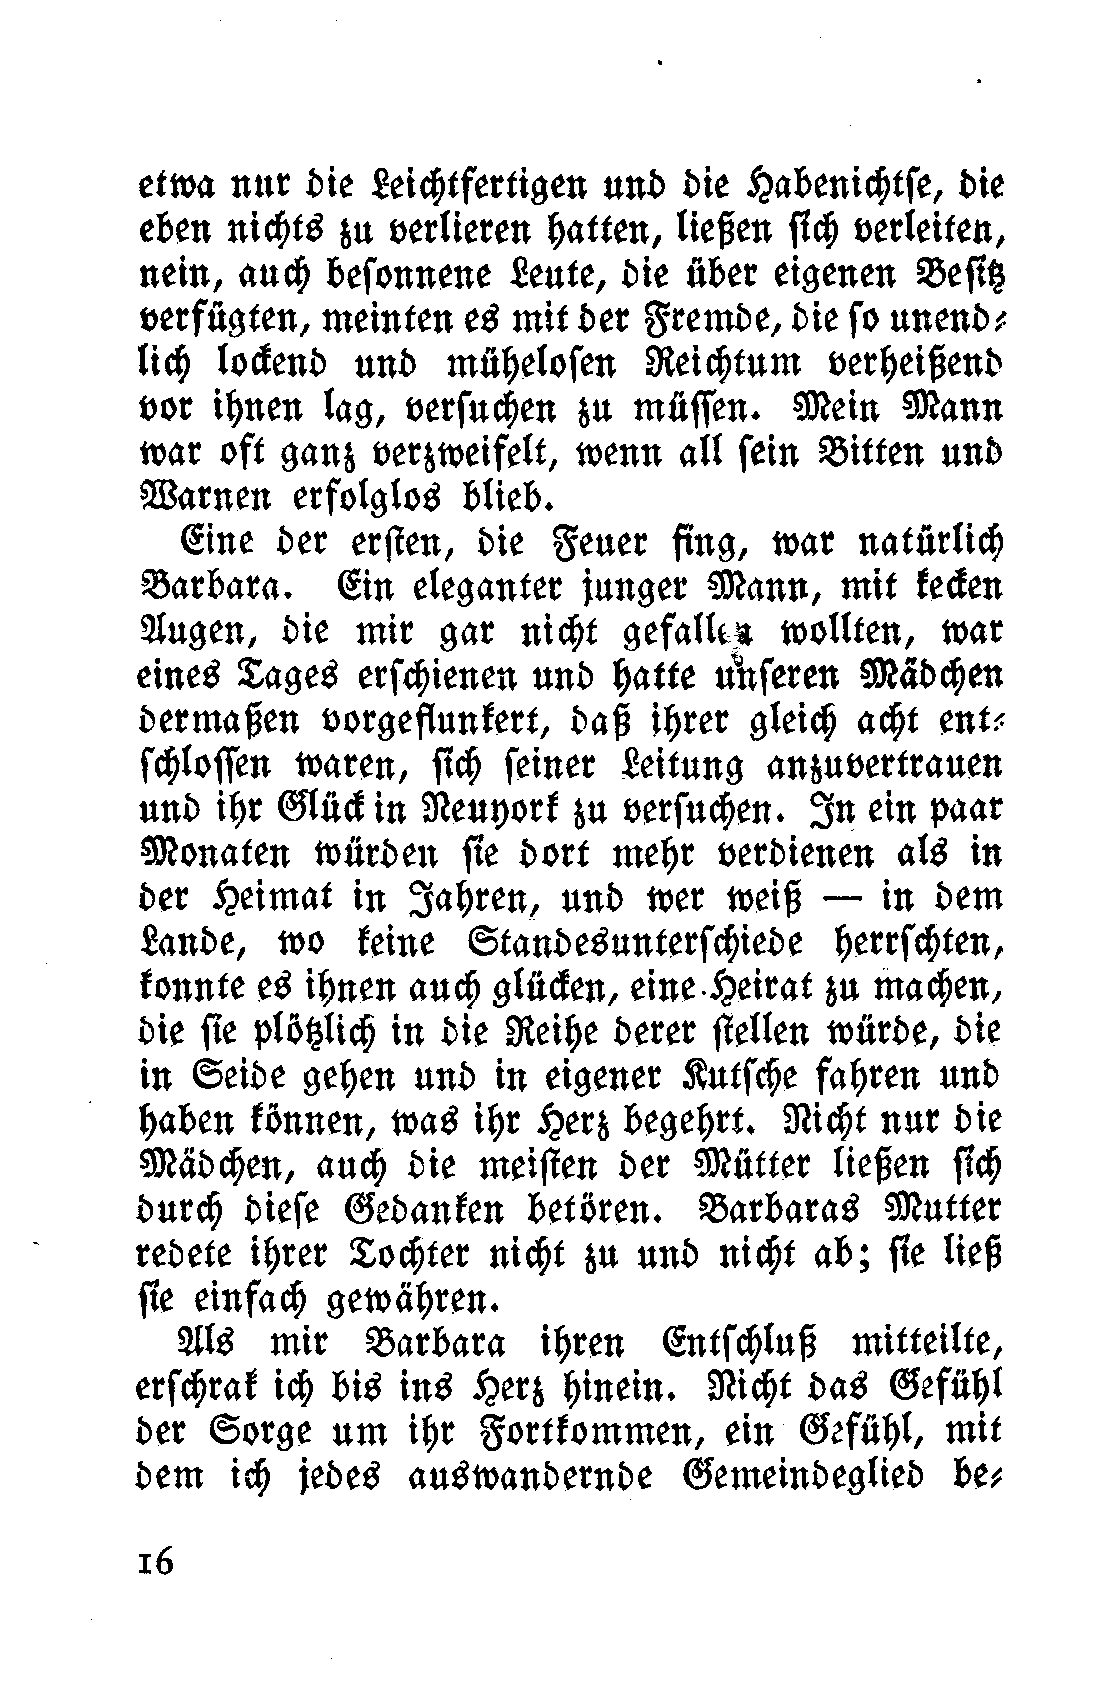 etwa nur die Leichtfertigen und die Habenichtse, die
eben nichts zu verlieren hatten, ließen sich verleiten,
nein, auch besonnene Leute, die über eigenen Besitz
verfügten, meinten es mit der Fremde, die so unend-
lich lockend und mühelosen Reichtum verheißend
vor ihnen lag, versuchen zu müssen. Mein Mann
war oft ganz verzweifelt, wenn all sein Bitten und
Warnen erfolglos blieb.
Eine der ersten, die Feuer fing, war natürlich
Barbara. Ein eleganter junger Mann, mit kecken
Augen, die mir gar nicht gefallen wollten, war
eines Tages erschienen und hatte unseren Mädchen
dermaßen vorgeflunkert, daß ihrer gleich acht ent-
schlossen waren, sich seiner Leitung anzuvertrauen
und ihr Glück in Neuyork zu versuchen. In ein paar
Monaten würden sie dort mehr verdienen als in
der Heimat in Jahren, und wer weiß — in dem
Lande, wo keine Standesunterschiede herrschten,
konnte es ihnen auch glücken, eine Heirat zu machen,
die sie plötzlich in die Reihe derer stellen würde, die
in Seide gehen und in eigener Kutsche fahren und
haben können, was ihr Herz begehrt. Nicht nur die
Mädchen, auch die meisten der Mütter ließen sich
durch diese Gedanken betören. Barbaras Mutter
redete ihrer Tochter nicht zu und nicht ab; sie ließ
sie einfach gewähren.
Als mir Barbara ihren Entschluß mitteilte,
erschrak ich bis ins Herz hinein. Nicht das Gefühl
der Sorge um ihr Fortkommen, ein Gefühl, mit
dem ich jedes auswandernde Gemeindeglied be-
16